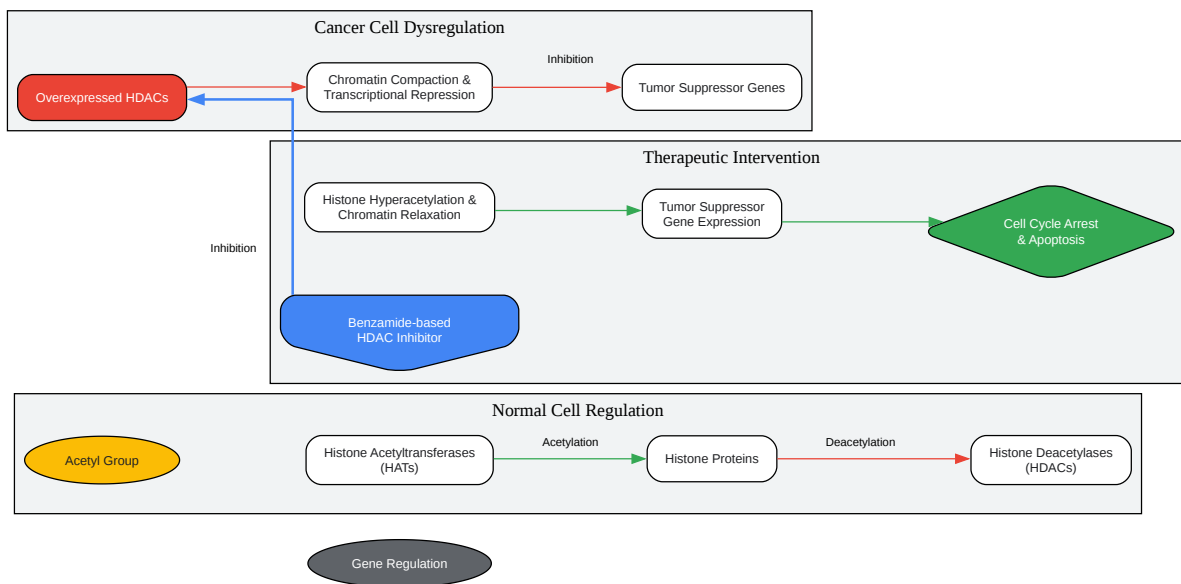 Cancer Cell Dysregulation
Overexpressed HDACs
Chromatin Compaction &
Transcriptional Repression
Inhibition
Tumor Suppressor Genes
Therapeutic Intervention
Histone Hyperacetylation &
Chromatin Relaxation
Tumor Suppressor
Gene Expression
Cell Cycle Arrest
& Apoptosis
Inhibition
Benzamide-based
HDAC Inhibitor
Normal Cell Regulation
Acetyl Group
Histone Acetyltransferases
(HATs)
Acetylation
Histone Proteins
Deacetylation
Histone Deacetylases
(HDACs)
Gene Regulation